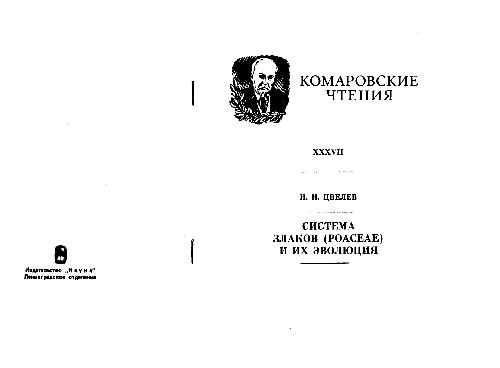 КОМАРОВСКИЕ
ЧТЕНИЯ
XXXVII
Н. Н. ЦВЕЛЕВ
СИСТЕМА
ЗЛАКОВ (POACEAE)
И ИХ ЭВОЛЮЦИЯ
Издательство „Наука"
Ленинградское отделение